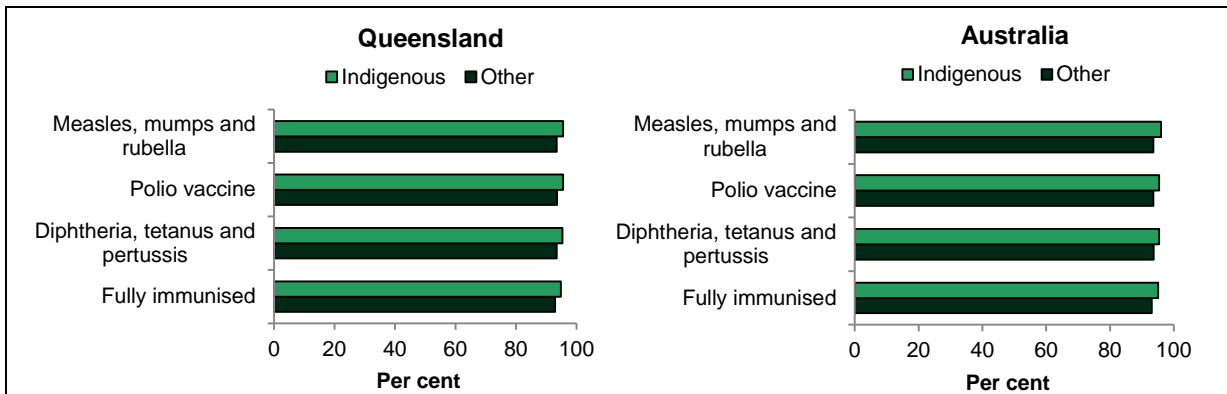 Queensland
Indigenous Other
Measles, mumps and
rubella
Polio vaccine
Diphtheria, tetanus and
pertussis
Fully immunised
0 20 40 60 80 100
Per cent
Australia
Indigenous Other
Measles, mumps and
rubella
Polio vaccine
Diphtheria, tetanus and
pertussis
Fully immunised
0 20 40 60 80 100
Per cent